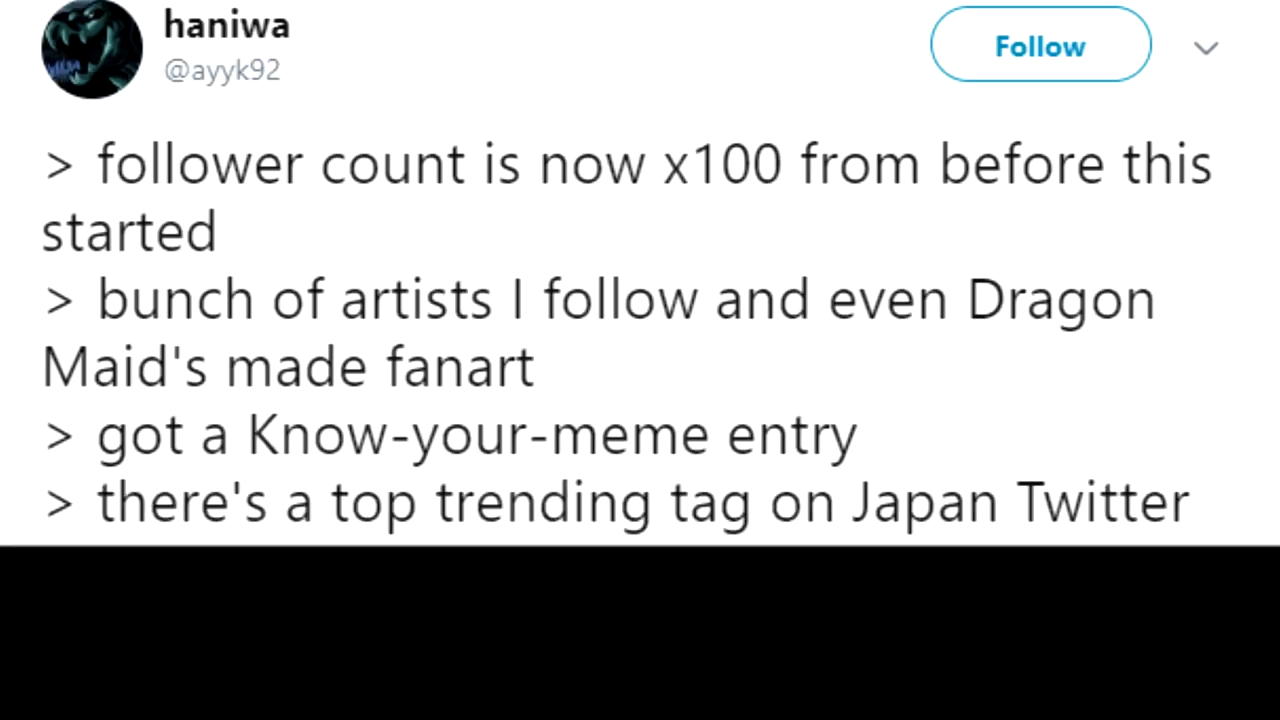 haniwa
@ayyk92
Follow
> follower count is now x100 from before this
started
> bunch of artists I follow and even Dragon
Maid's made fanart
> got a Know-your-meme entry
> there's a top trending tag on Japan Twitter